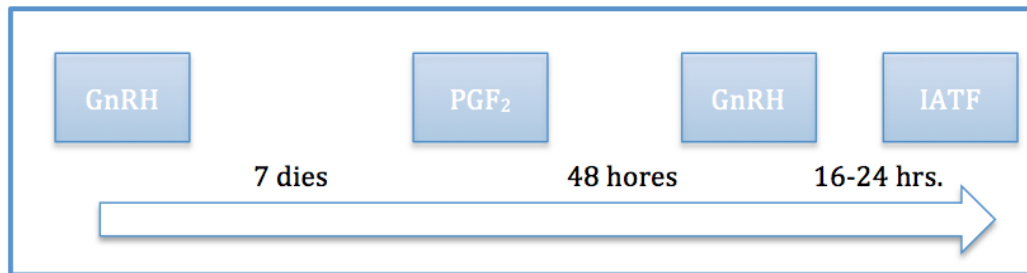 GnRH PGF₂ GnRH IATF
7 dies 48 hores 16-24 hrs.